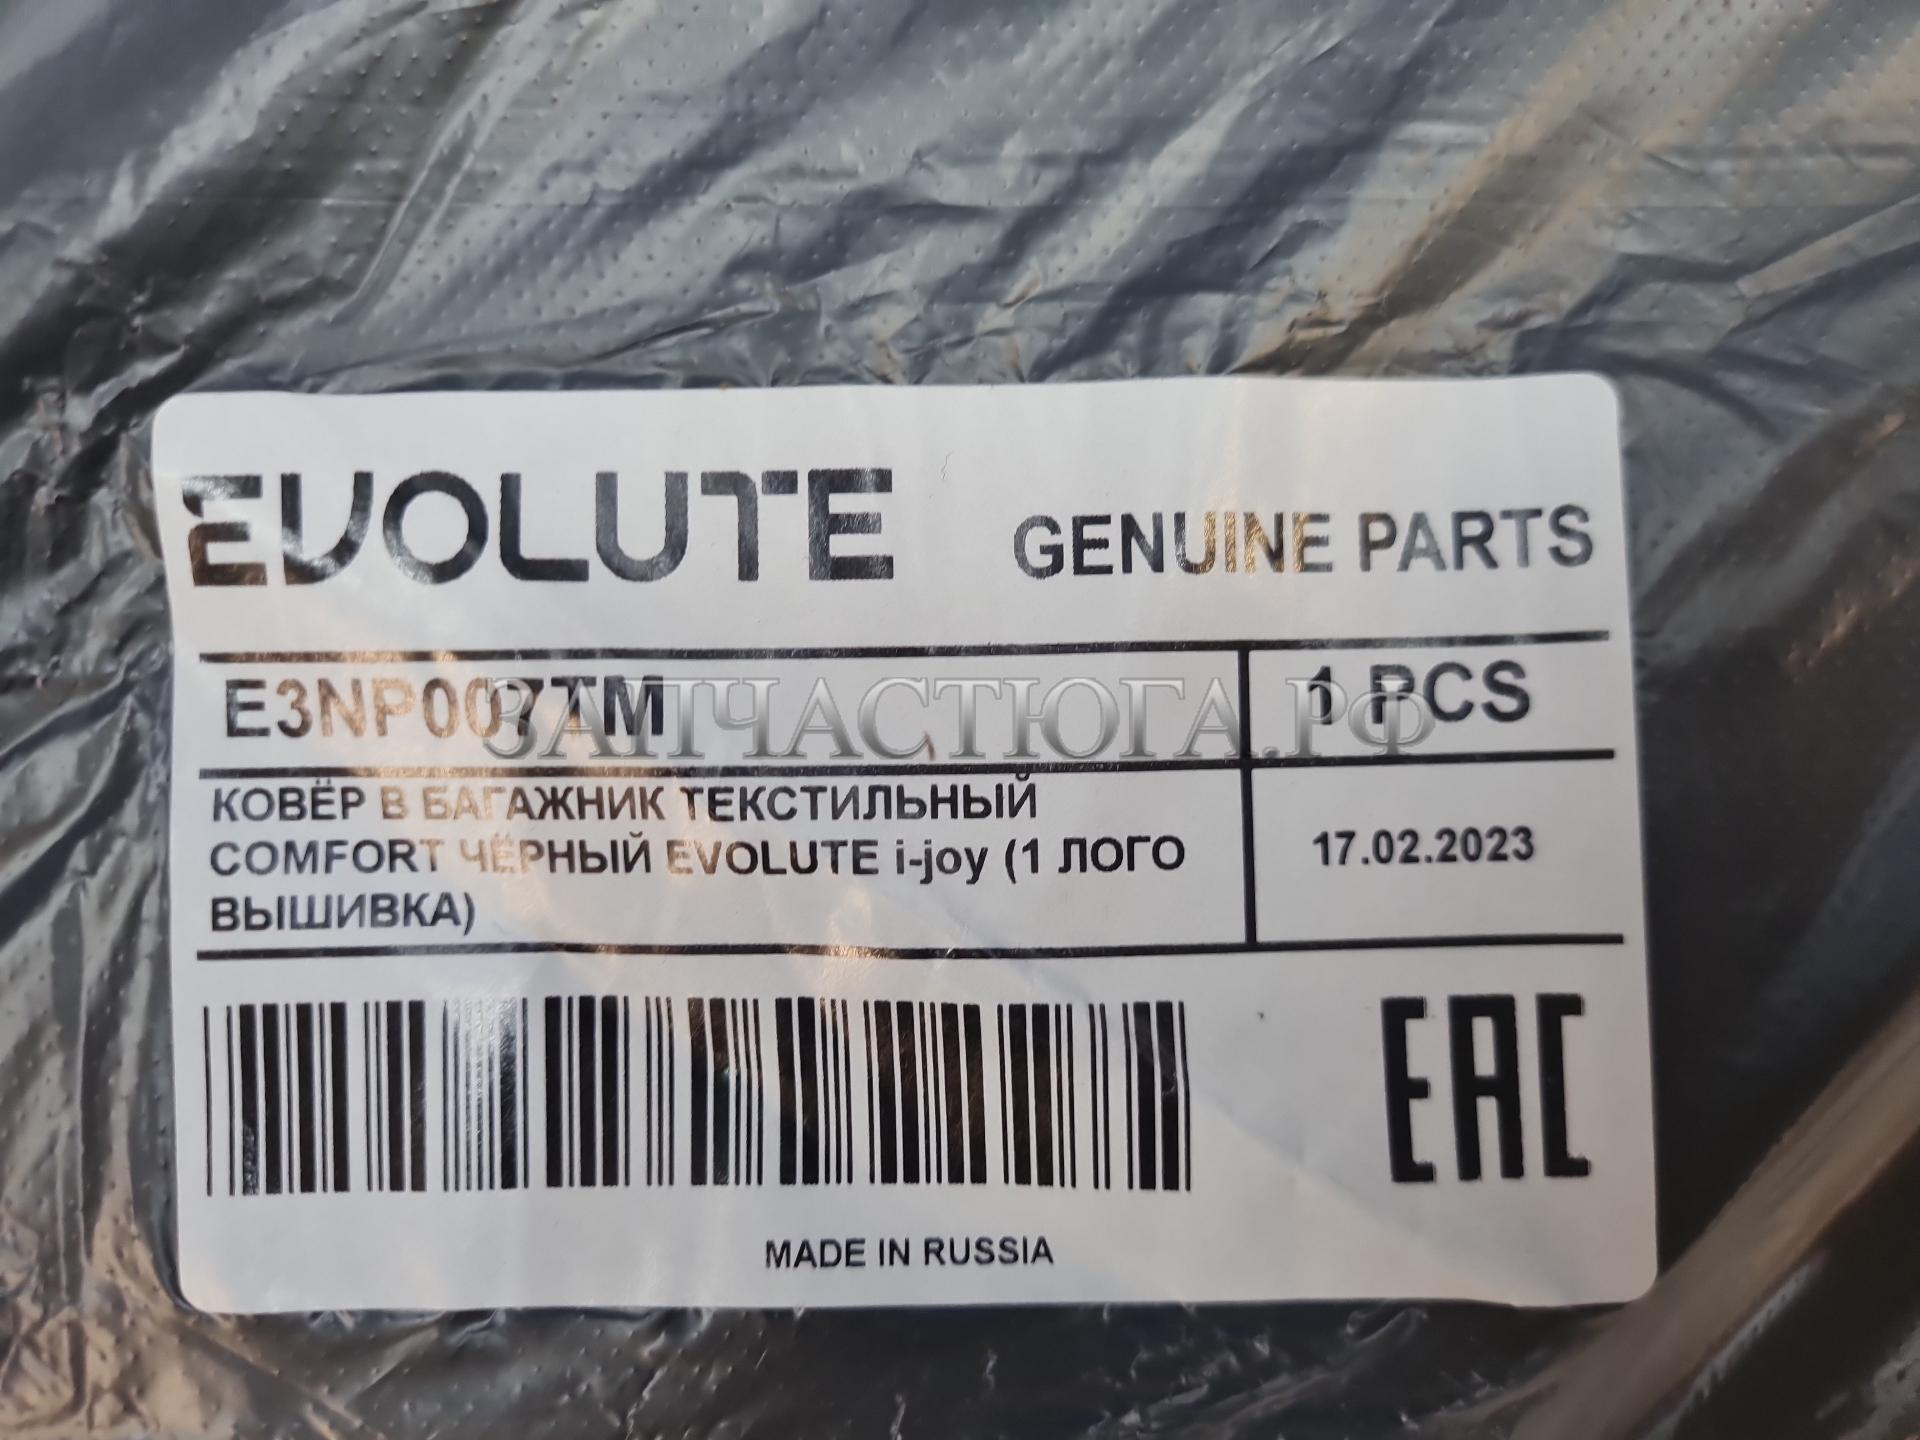 EVOLUTE GENUINE PARTS
E3NP007TM 1 PCS
ЗАПЧАСТЮГА.РФ
КОВЁР В БАГАЖНИК ТЕКСТИЛЬНЫЙ
COMFORT ЧЁРНЫЙ EVOLUTE i-joy (1 ЛОГО
ВЫШИВКА)
17.02.2023
EAC
MADE IN RUSSIA